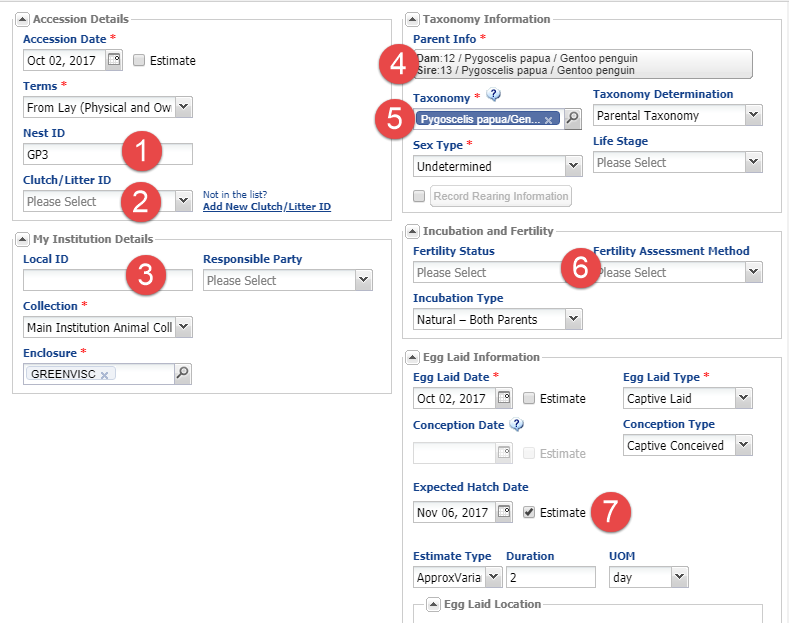 Accession Details
Accession Date *
Oct 02, 2017
Estimate
Terms *
From Lay (Physical and Ow
Nest ID
GP3
1
Clutch/Litter ID
Please Select
2
Not in the list?
Add New Clutch/Litter ID
My Institution Details
Local ID
3
Responsible Party
Please Select
Collection *
Main Institution Animal Coll
Enclosure *
GREENVISC x
Taxonomy Information
Parent Info *
4
Dam:12 / Pygoscelis papua / Gentoo penguin
Sire:13 / Pygoscelis papua / Gentoo penguin
Taxonomy * ?
5
Pygoscelis papua/Gen... x
Taxonomy Determination
Parental Taxonomy
Sex Type *
Undetermined
Life Stage
Please Select
Record Rearing Information
Incubation and Fertility
Fertility Status
Please Select
6
Fertility Assessment Method
Please Select
Incubation Type
Natural – Both Parents
Egg Laid Information
Egg Laid Date *
Oct 02, 2017
Estimate
Egg Laid Type *
Captive Laid
Conception Date ?
Estimate
Conception Type
Captive Conceived
Expected Hatch Date
Nov 06, 2017
Estimate
7
Estimate Type
ApproxVaria
Duration
2
UOM
day
Egg Laid Location